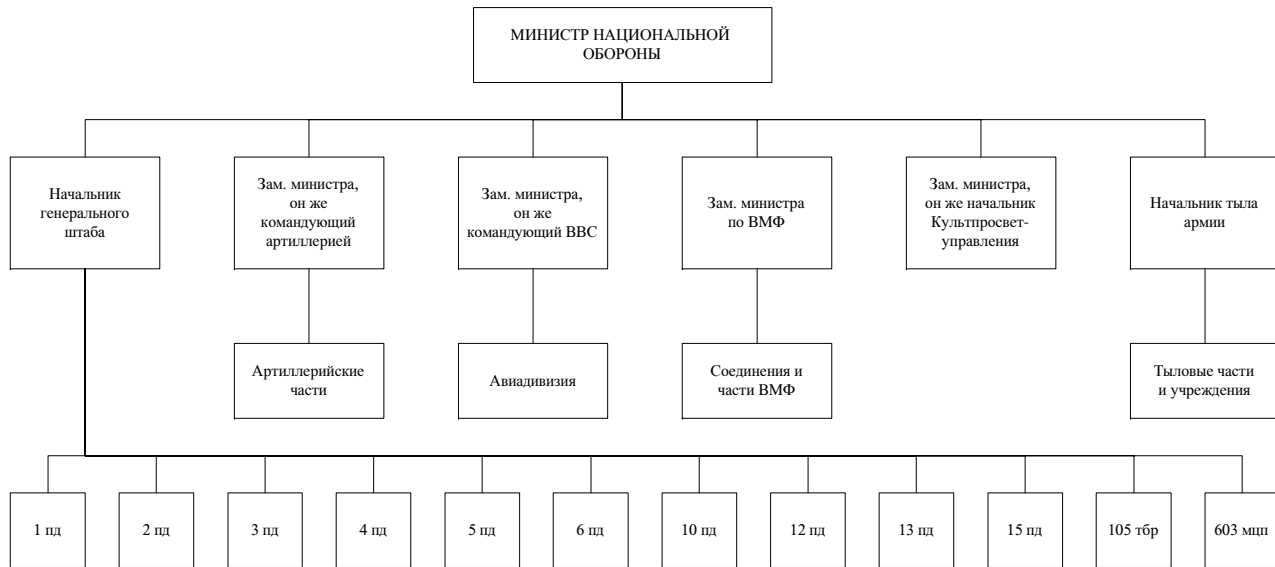 МИНИСТР НАЦИОНАЛЬНОЙ
ОБОРОНЫ
Начальник
генерального
штаба
Зам. министра,
он же
командующий
артиллерией
Зам. министра,
он же
командующий ВВС
Зам. министра
по ВМФ
Зам. министра,
он же начальник
Культпросвет-
управления
Начальник тыла
армии
Артиллерийские
части
Авиадивизия
Соединения и
части ВМФ
Тыловые части
и учреждения
1 пд
2 пд
3 пд
4 пд
5 пд
6 пд
10 пд
12 пд
13 пд
15 пд
105 тбр
603 мцп